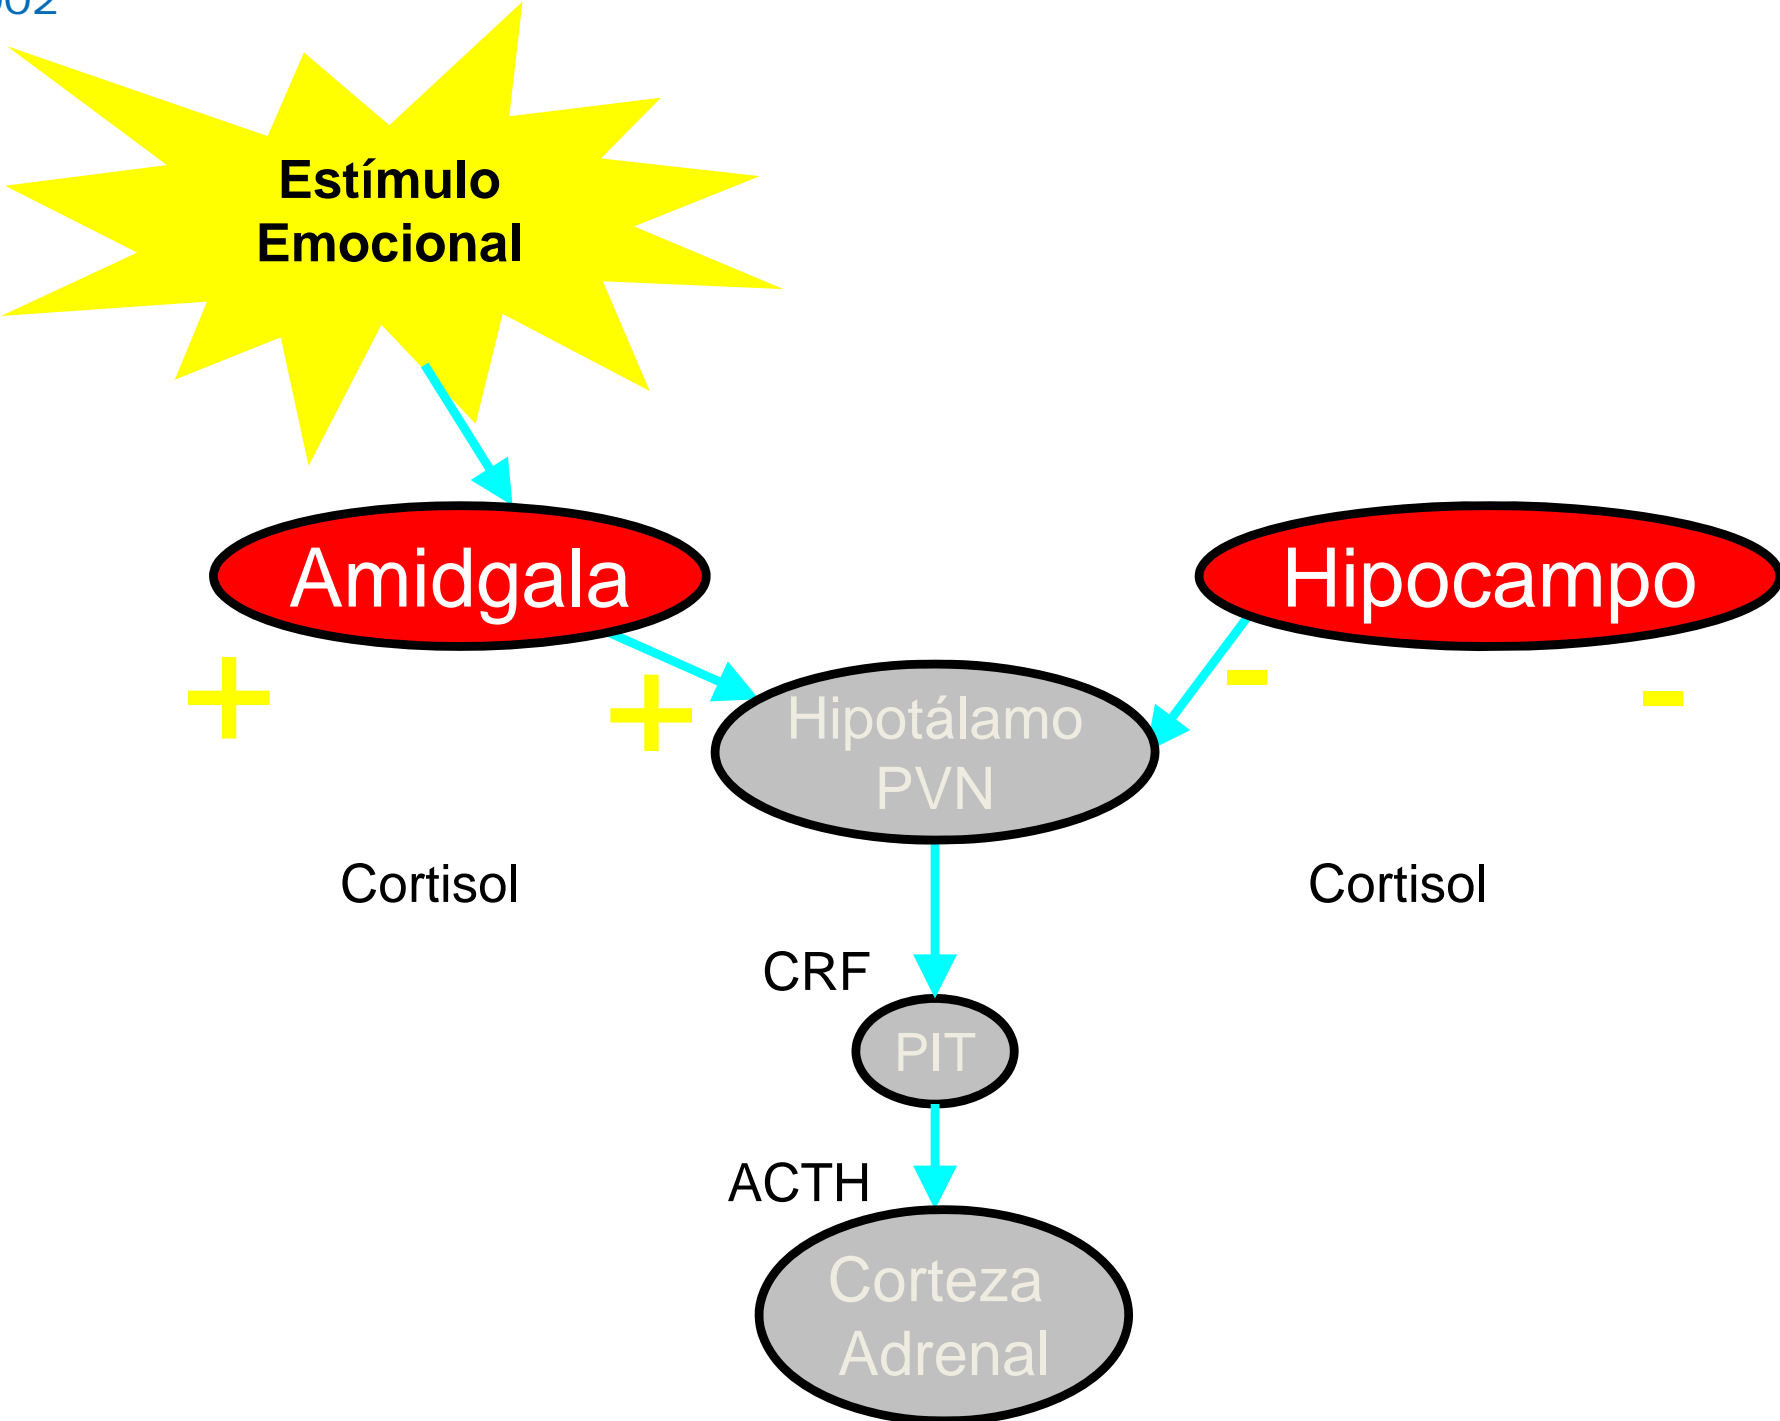 Estímulo
Emocional
Amidgala
Hipocampo
+
+
-
-
Hipotálamo
PVN
Cortisol
Cortisol
CRF
PIT
ACTH
Corteza
Adrenal